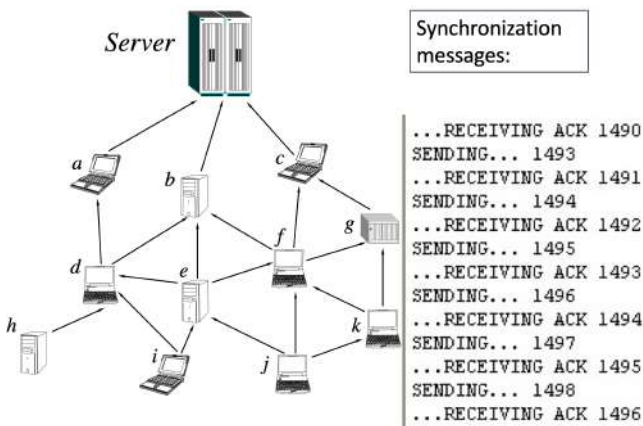 Server
Synchronization
messages:
a
b
c
d
e
f
g
h
i
j
k
...RECEIVING ACK 1490
SENDING... 1493
...RECEIVING ACK 1491
SENDING... 1494
...RECEIVING ACK 1492
SENDING... 1495
...RECEIVING ACK 1493
SENDING... 1496
...RECEIVING ACK 1494
SENDING... 1497
...RECEIVING ACK 1495
SENDING... 1498
...RECEIVING ACK 1496